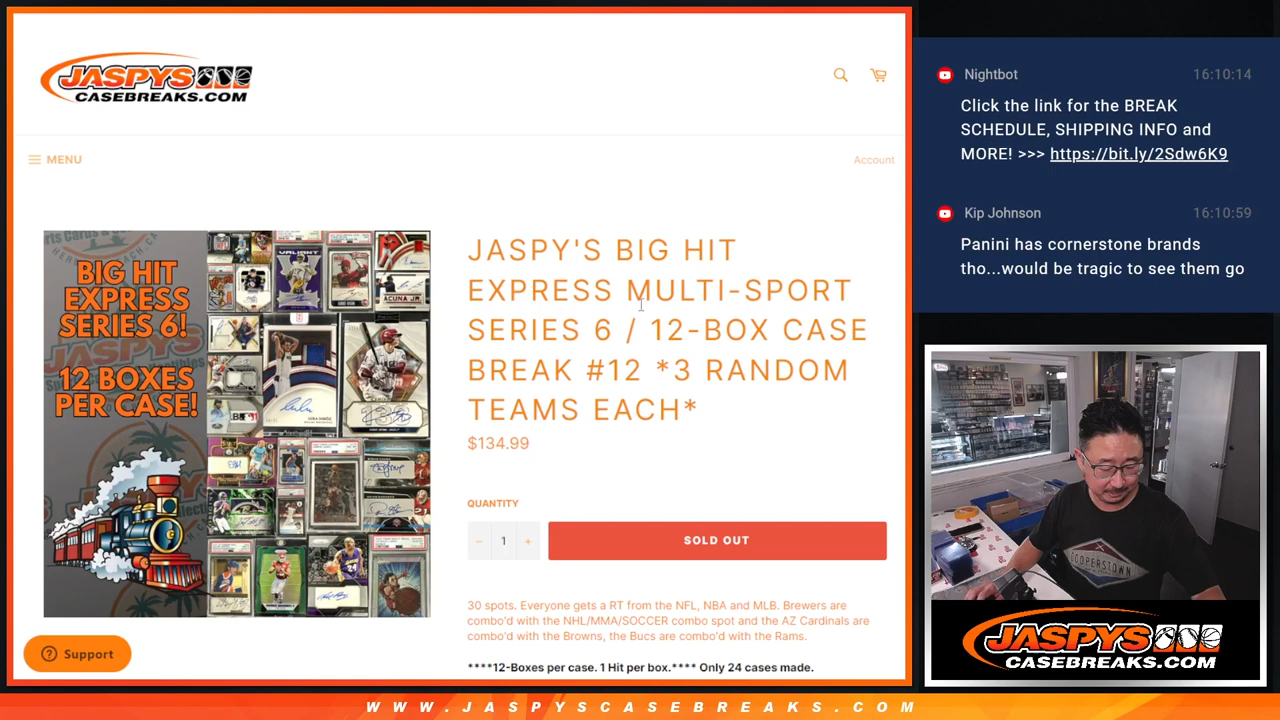 JASPYS
CASEBREAKS.COM
MENU
Account
BIG HIT
EXPRESS
SERIES 6!
12 BOXES
PER CASE!
VALIANT
ACUNA JR.
JASPY'S BIG HIT
EXPRESS MULTI-SPORT
SERIES 6 / 12-BOX CASE
BREAK #12 *3 RANDOM
TEAMS EACH*
$134.99
QUANTITY
− 1 +
SOLD OUT
30 spots. Everyone gets a RT from the NFL, NBA and MLB. Brewers are
combo'd with the NHL/MMA/SOCCER combo spot and the AZ Cardinals are
combo'd with the Browns, the Bucs are combo'd with the Rams.
****12-Boxes per case. 1 Hit per box.**** Only 24 cases made.
Support
Nightbot 16:10:14
Click the link for the BREAK
SCHEDULE, SHIPPING INFO and
MORE! >>> https://bit.ly/2Sdw6K9
Kip Johnson 16:10:59
Panini has cornerstone brands
tho...would be tragic to see them go
COOPERSTOWN
JASPYS
CASEBREAKS.COM
WWW.JASPYSCASEBREAKS.COM